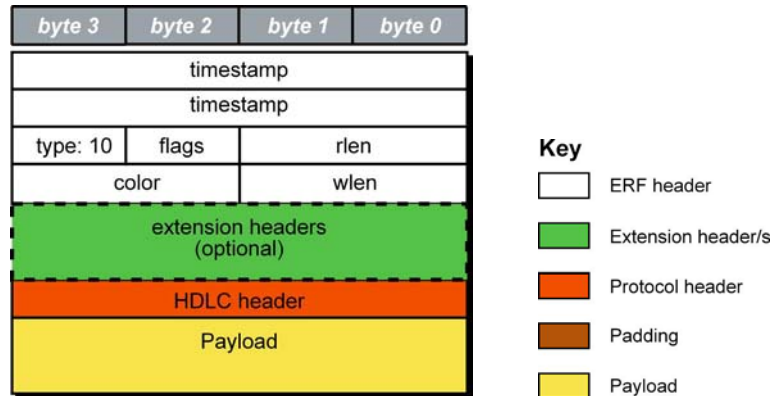 byte 3 byte 2 byte 1 byte 0
timestamp
timestamp
type: 10 flags rlen
color wlen
extension headers
(optional)
HDLC header
Payload
Key
ERF header
Extension header/s
Protocol header
Padding
Payload